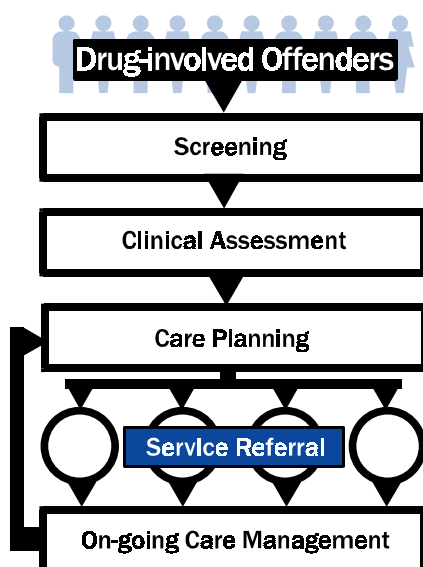 Drug-involved Offenders
Screening
Clinical Assessment
Care Planning
Service Referral
On-going Care Management